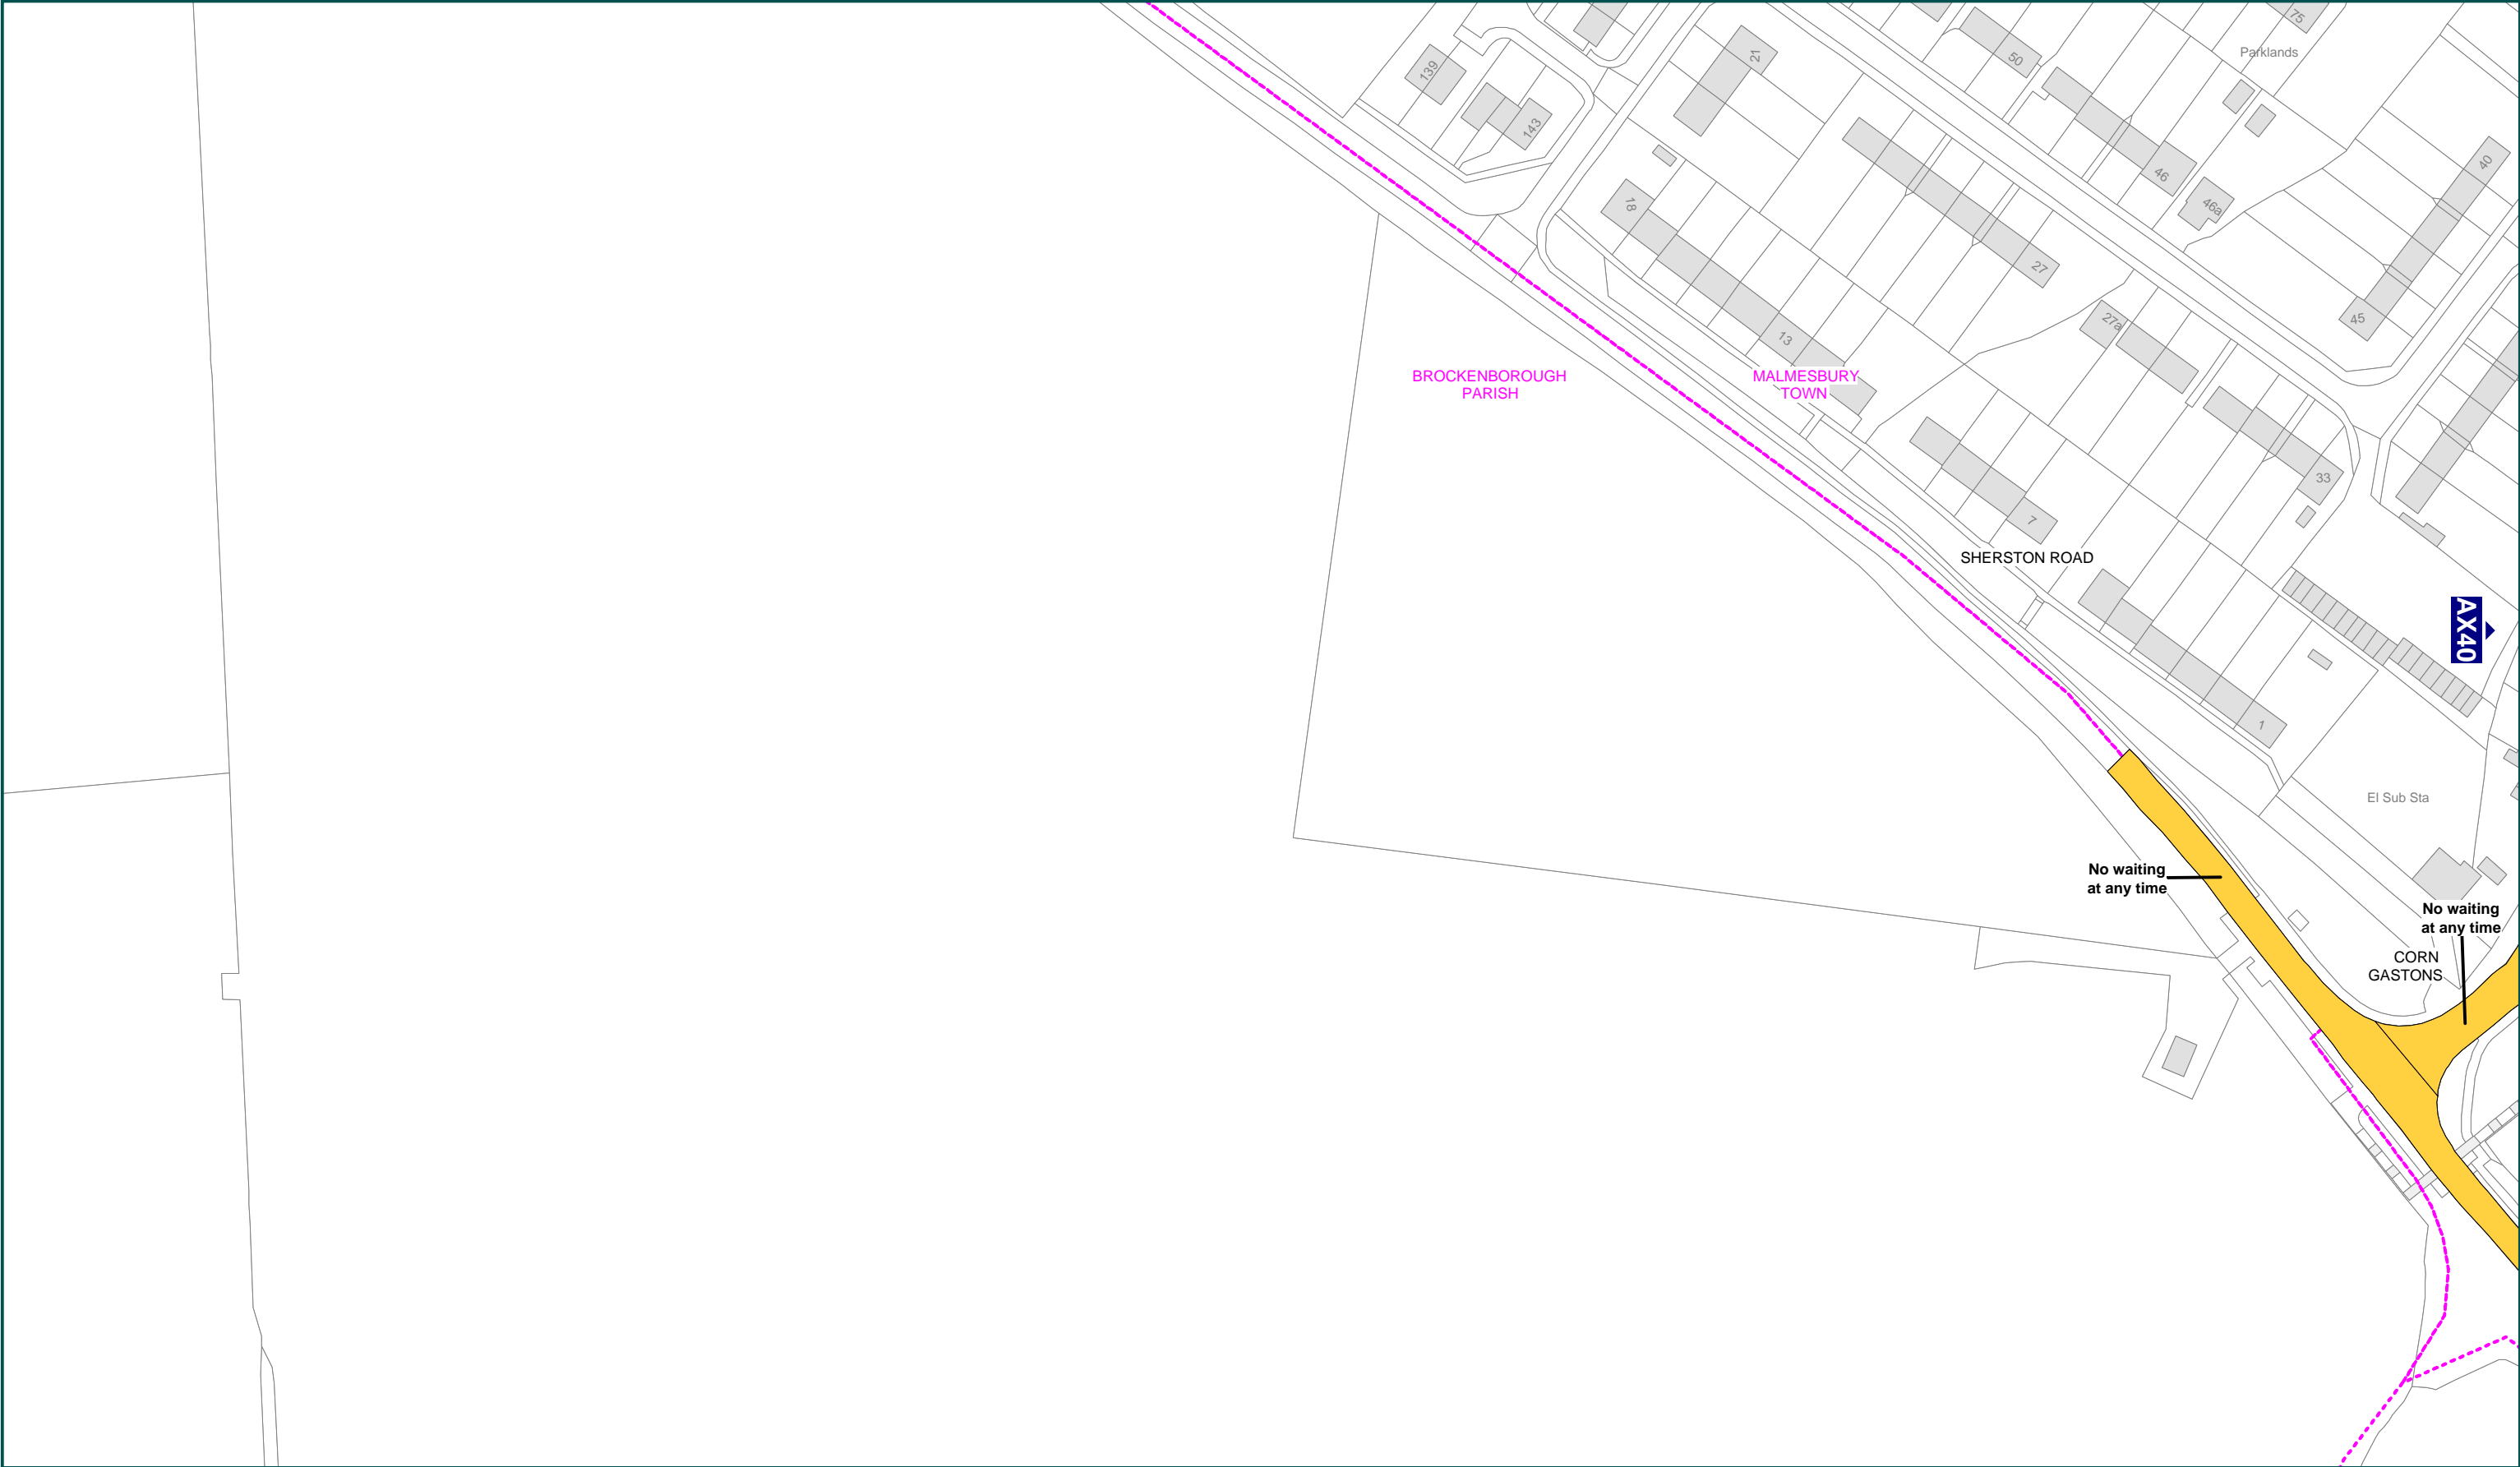 75
Parklands
21
50
139
143
46
40
18
46a
27
27a
45
13
BROCKENBOROUGH
PARISH
MALMESBURY
TOWN
33
7
SHERSTON ROAD
AX40
1
El Sub Sta
No waiting
at any time
No waiting
at any time
CORN
GASTONS